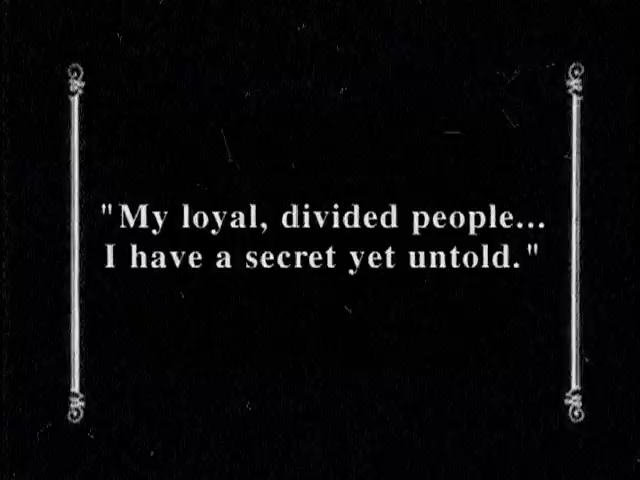 "My loyal, divided people...
I have a secret yet untold."